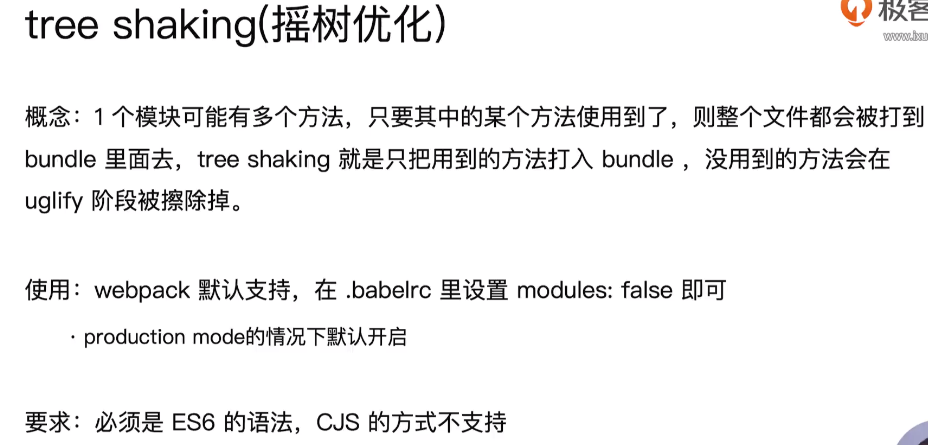 tree shaking(摇树优化)
极客
www.ixu
概念：1 个模块可能有多个方法，只要其中的某个方法使用到了，则整个文件都会被打到
bundle 里面去，tree shaking 就是只把用到的方法打入 bundle ，没用到的方法会在
uglify 阶段被擦除掉。
使用：webpack 默认支持，在 .babelrc 里设置 modules: false 即可
· production mode的情况下默认开启
要求：必须是 ES6 的语法，CJS 的方式不支持